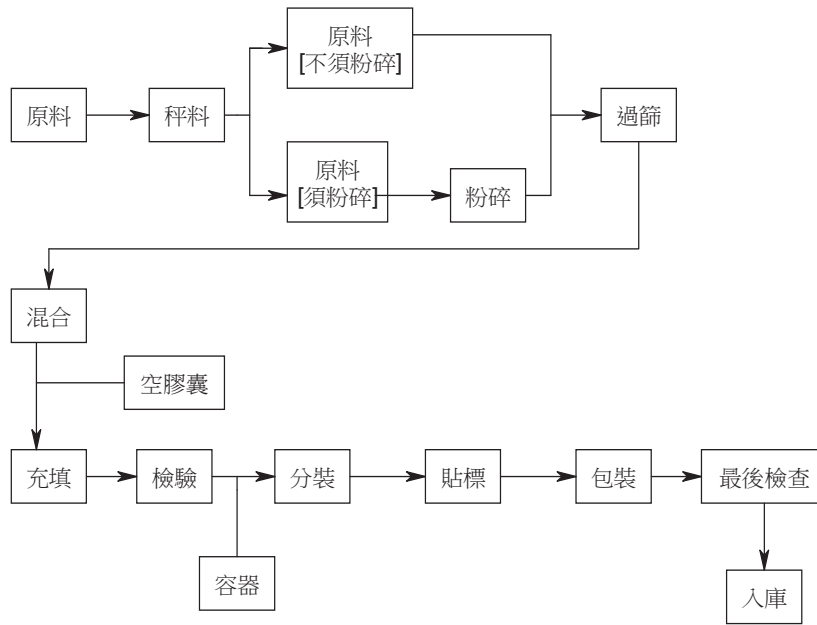 原料
秤料
原料
[不須粉碎]
原料
[須粉碎]
粉碎
過篩
混合
空膠囊
充填
檢驗
容器
分裝
貼標
包裝
最後檢查
入庫